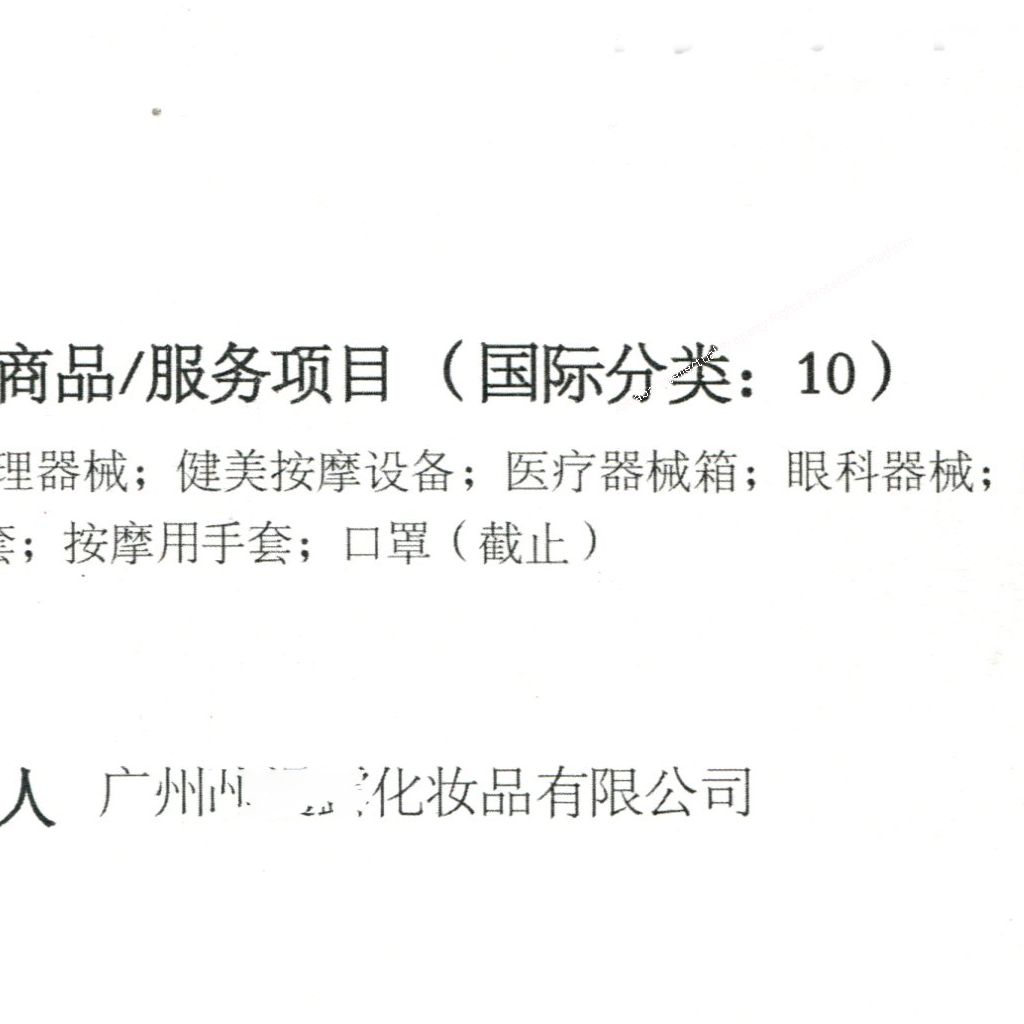 商品/服务项目（国际分类：10）
理器械；健美按摩设备；医疗器械箱；眼科器械；
套；按摩用手套；口罩（截止）
人 广州化妆品有限公司